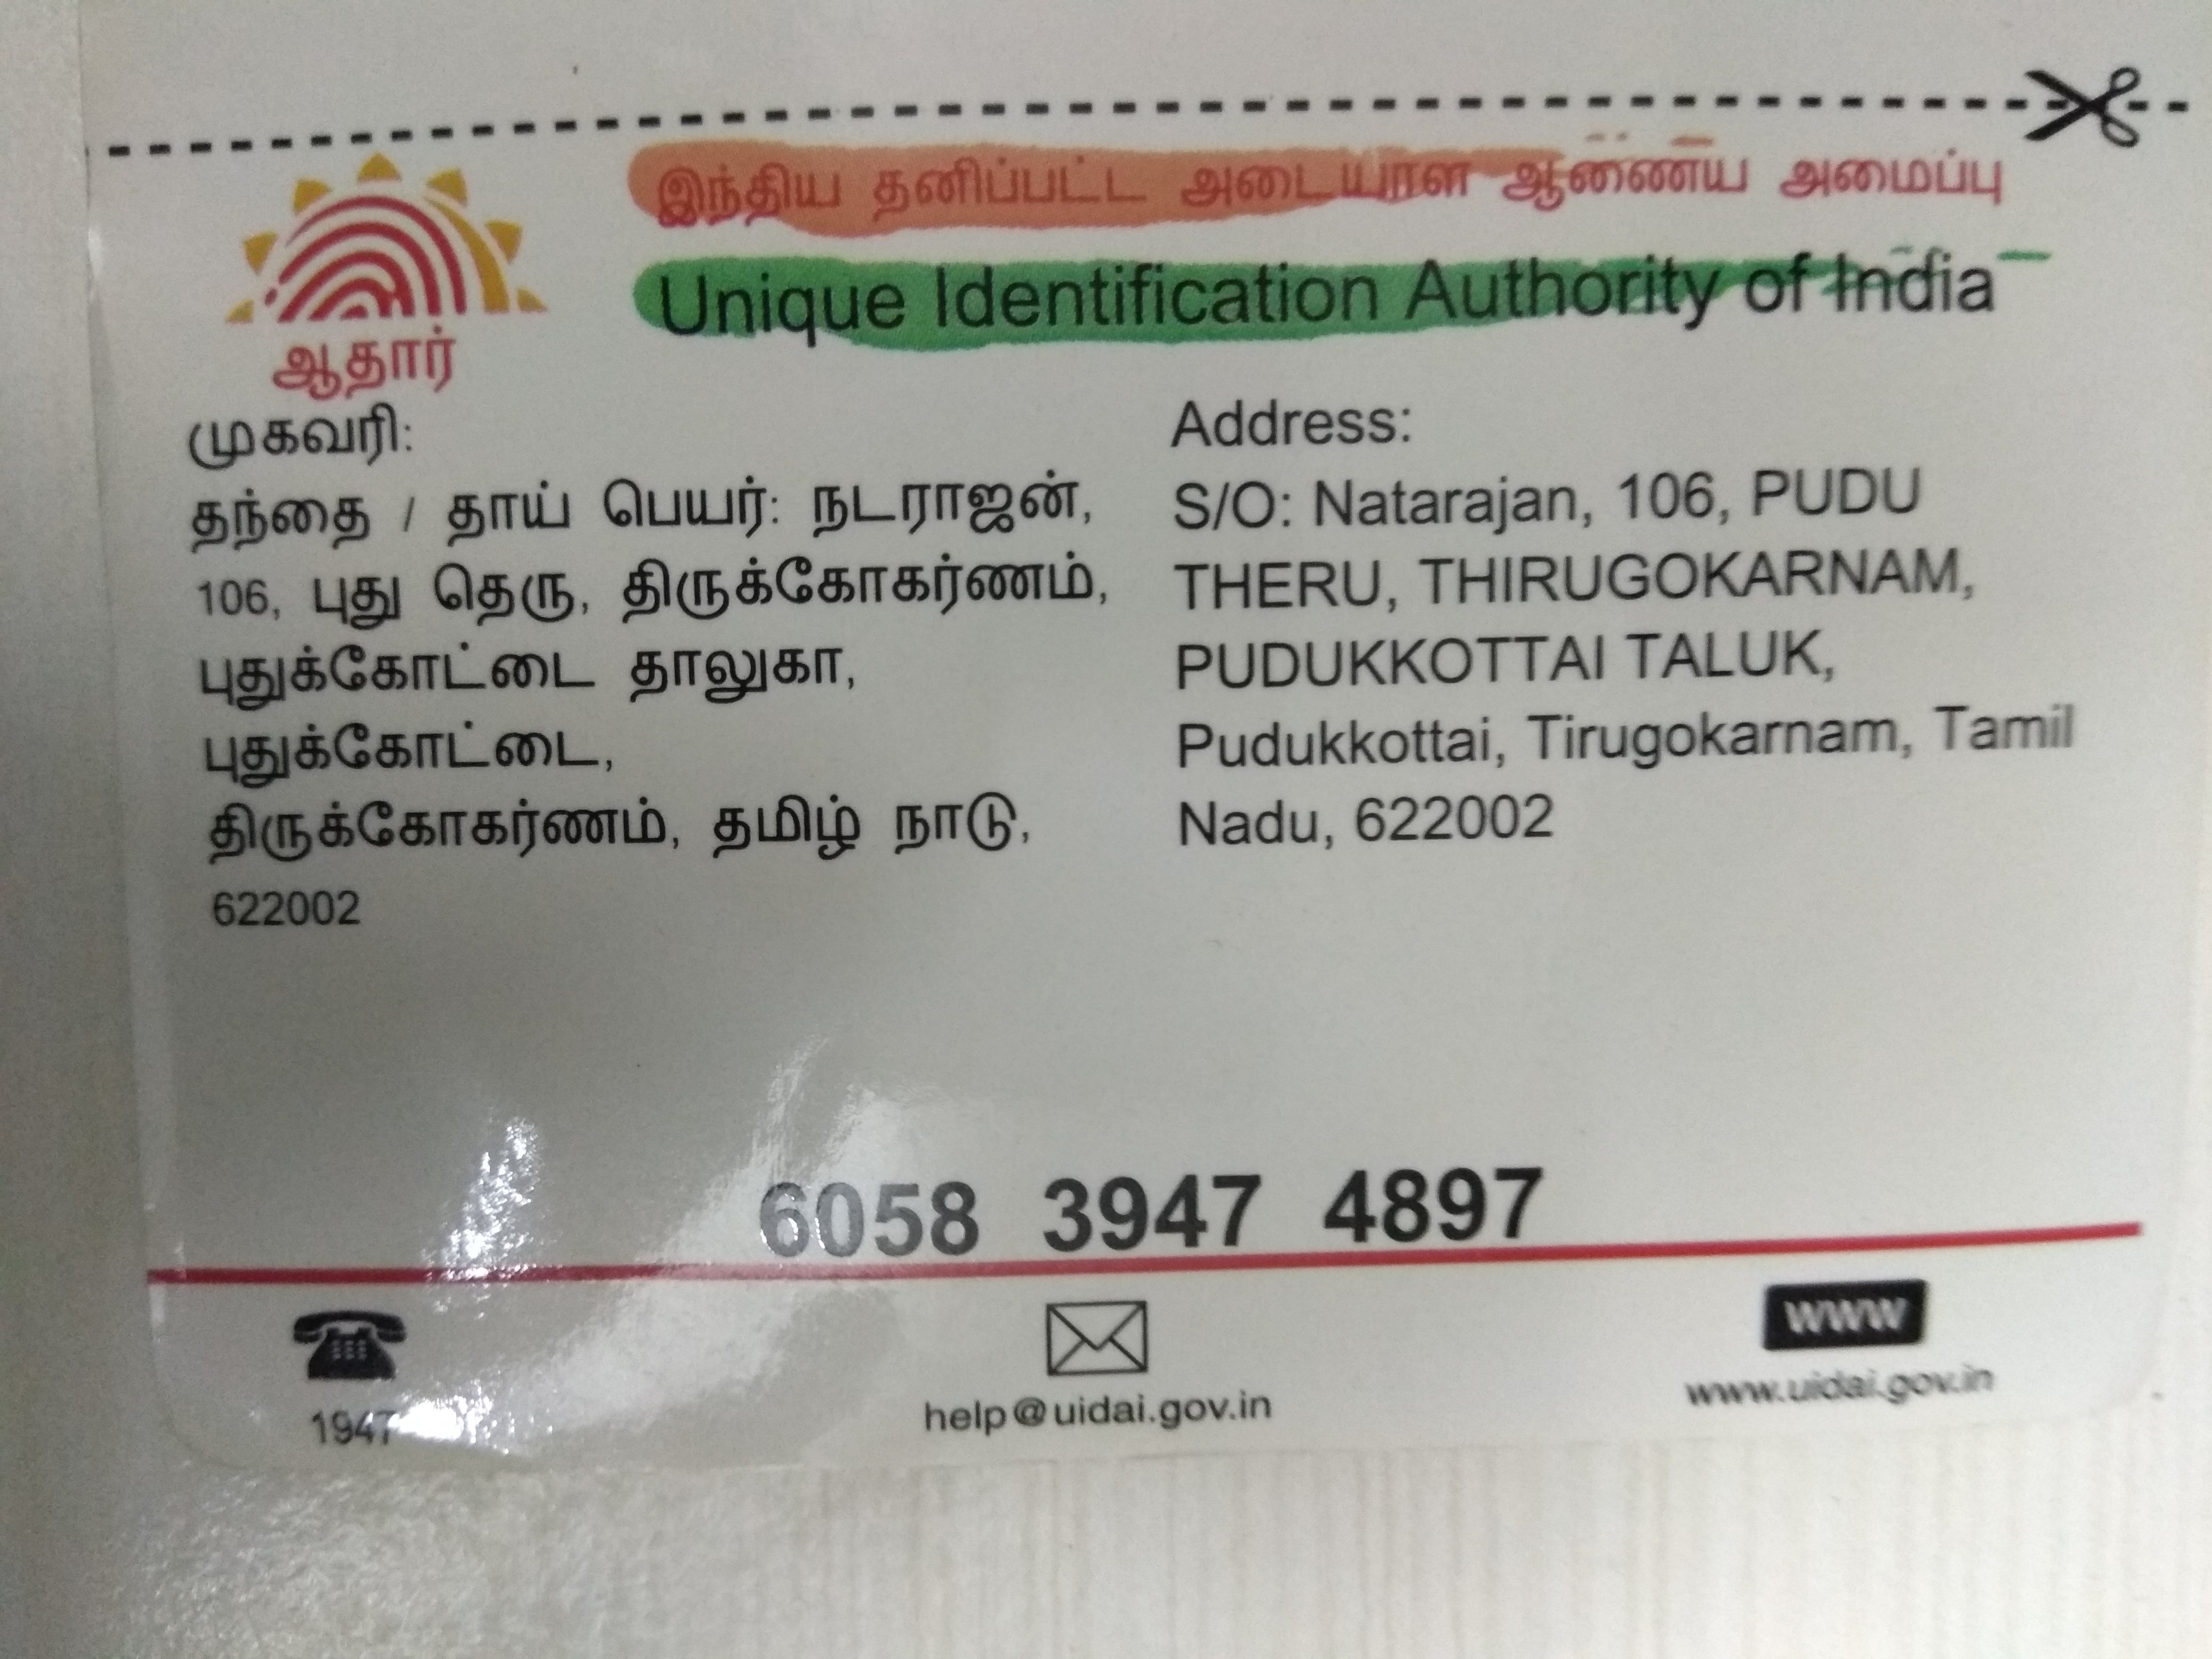 இந்திய தனிப்பட்ட அடையாள ஆணைய அமைப்பு
Unique Identification Authority of India
ஆதார்
முகவரி:
தந்தை / தாய் பெயர்: நடராஜன்,
106, புது தெரு, திருக்கோகர்ணம்,
புதுக்கோட்டை தாலுகா,
புதுக்கோட்டை,
திருக்கோகர்ணம், தமிழ் நாடு,
622002
Address:
S/O: Natarajan, 106, PUDU
THERU, THIRUGOKARNAM,
PUDUKKOTTAI TALUK,
Pudukkottai, Tirugokarnam, Tamil
Nadu, 622002
6058 3947 4897
1947
help@uidai.gov.in
www
www.uidai.gov.in